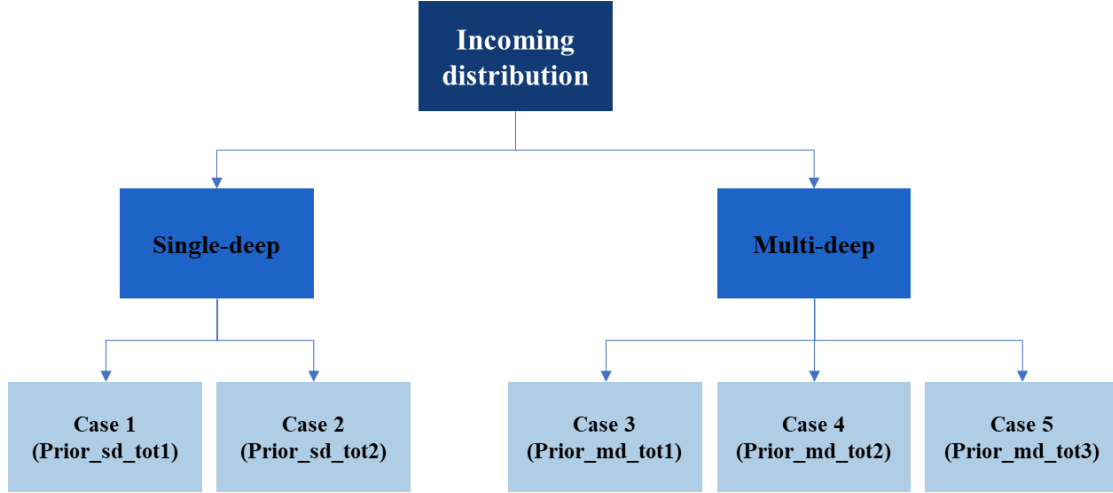 Incoming
distribution
Single-deep
Multi-deep
Case 1
(Prior_sd_tot1)
Case 2
(Prior_sd_tot2)
Case 3
(Prior_md_tot1)
Case 4
(Prior_md_tot2)
Case 5
(Prior_md_tot3)